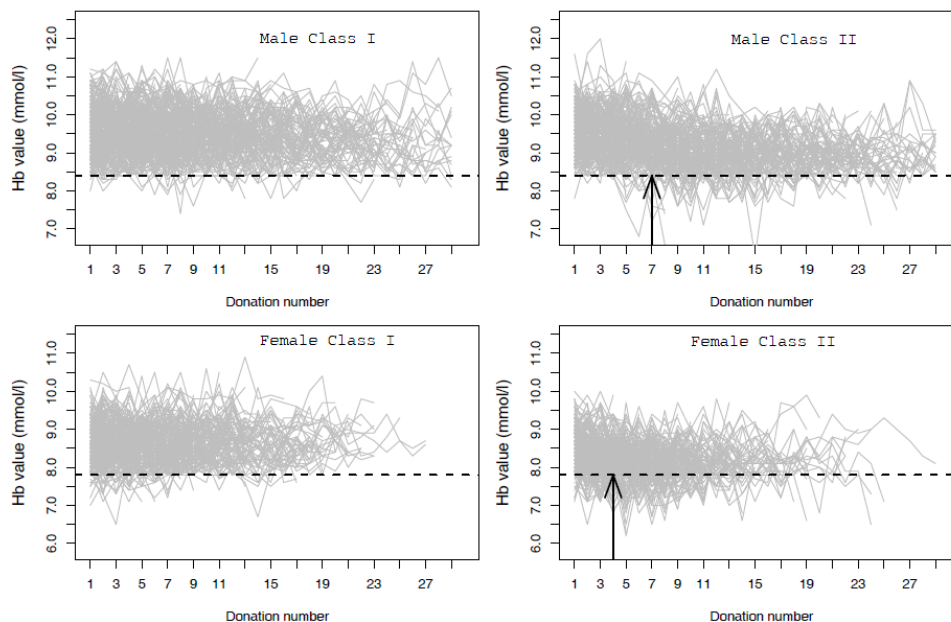 Male Class I
Hb value (mmol/l)
12.0
11.0
10.0
9.0
8.0
7.0
1 3 5 7 9 11 15 19 23 27
Donation number
Male Class II
Hb value (mmol/l)
12.0
11.0
10.0
9.0
8.0
7.0
1 3 5 7 9 11 15 19 23 27
Donation number
Female Class I
Hb value (mmol/l)
11.0
10.0
9.0
8.0
7.0
6.0
1 3 5 7 9 11 15 19 23 27
Donation number
Female Class II
Hb value (mmol/l)
11.0
10.0
9.0
8.0
7.0
6.0
1 3 5 7 9 11 15 19 23 27
Donation number